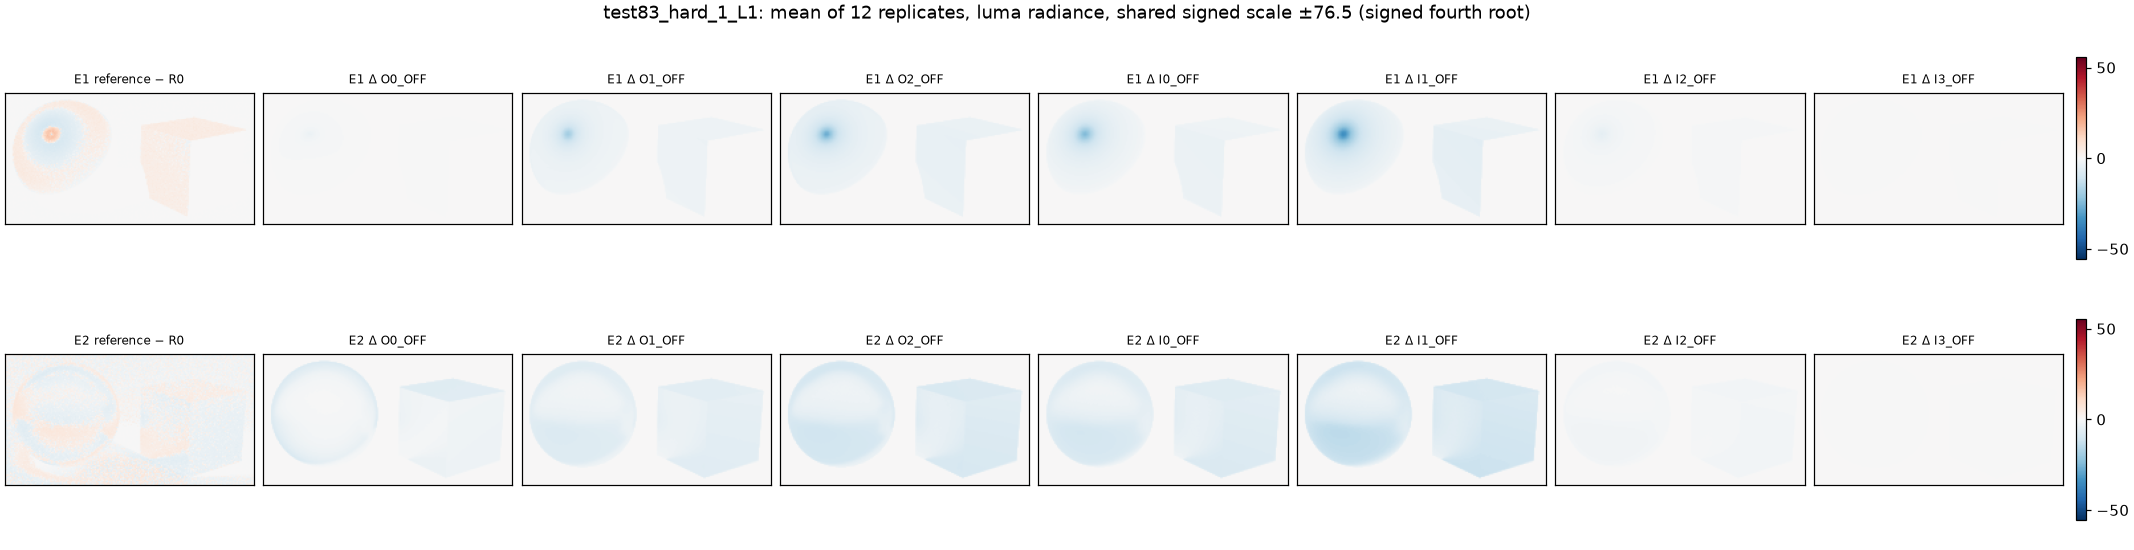 test83_hard_1_L1: mean of 12 replicates, luma radiance, shared signed scale ±76.5 (signed fourth root)
E1 reference − R0
E1 Δ O0_OFF
E1 Δ O1_OFF
E1 Δ O2_OFF
E1 Δ I0_OFF
E1 Δ I1_OFF
E1 Δ I2_OFF
E1 Δ I3_OFF
50
0
−50
E2 reference − R0
E2 Δ O0_OFF
E2 Δ O1_OFF
E2 Δ O2_OFF
E2 Δ I0_OFF
E2 Δ I1_OFF
E2 Δ I2_OFF
E2 Δ I3_OFF
50
0
−50